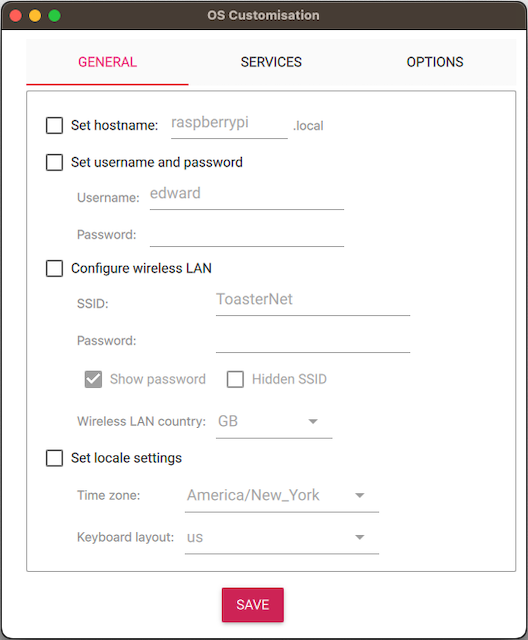 OS Customisation
GENERAL SERVICES OPTIONS
Set hostname: raspberrypi .local
Set username and password
Username: edward
Password:
Configure wireless LAN
SSID: ToasterNet
Password:
Show password Hidden SSID
Wireless LAN country: GB
Set locale settings
Time zone: America/New_York
Keyboard layout: us
SAVE